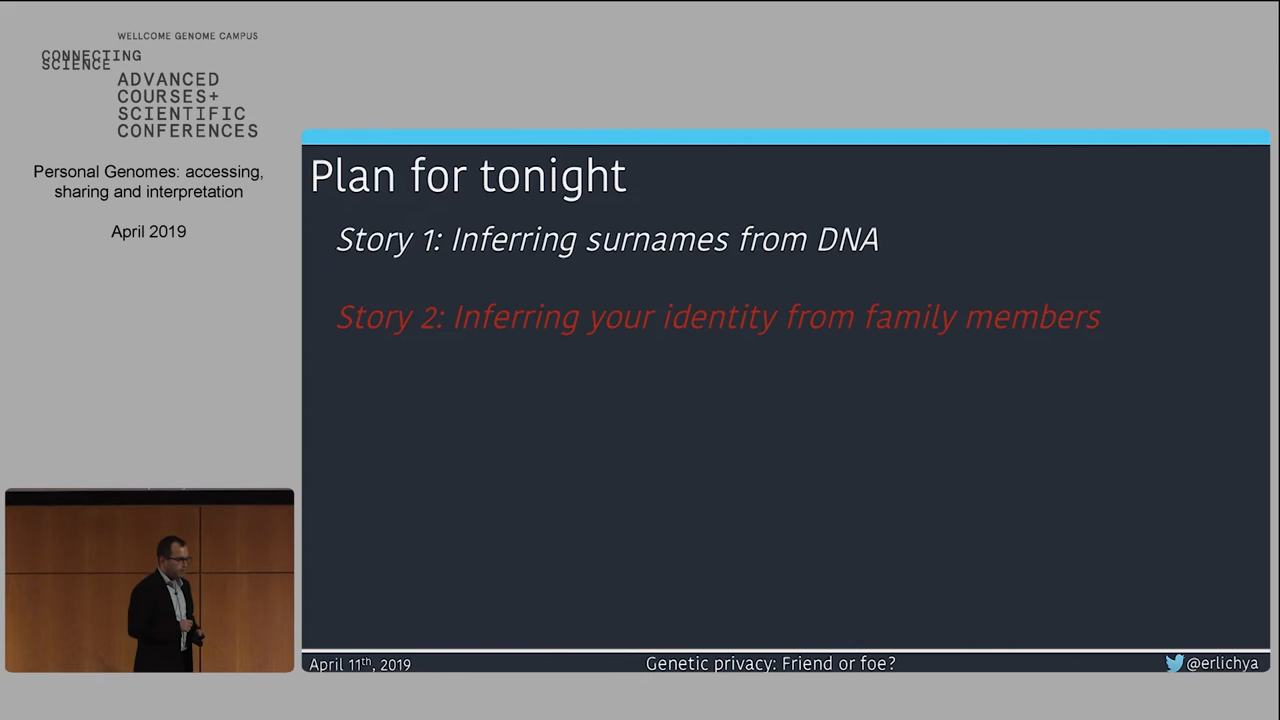 WELLCOME GENOME CAMPUS
CONNECTING
SCIENCE
ADVANCED
COURSES+
SCIENTIFIC
CONFERENCES
Personal Genomes: accessing,
sharing and interpretation
April 2019
Plan for tonight
Story 1: Inferring surnames from DNA
Story 2: Inferring your identity from family members
April 11th, 2019
Genetic privacy: Friend or foe?
@erlichya